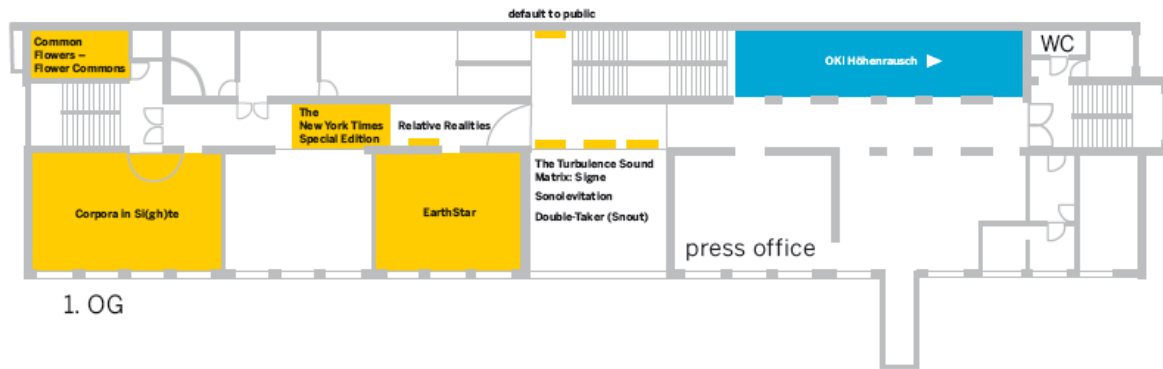 default to public
Common
Flowers –
Flower Commons
OK! Höhenrausch
WC
The
New York Times
Special Edition
Relative Realities
The Turbulence Sound
Matrix: Signe
Sonolevitation
Double-Taker (Snout)
Corpora in Si(gh)te
EarthStar
press office
1. OG